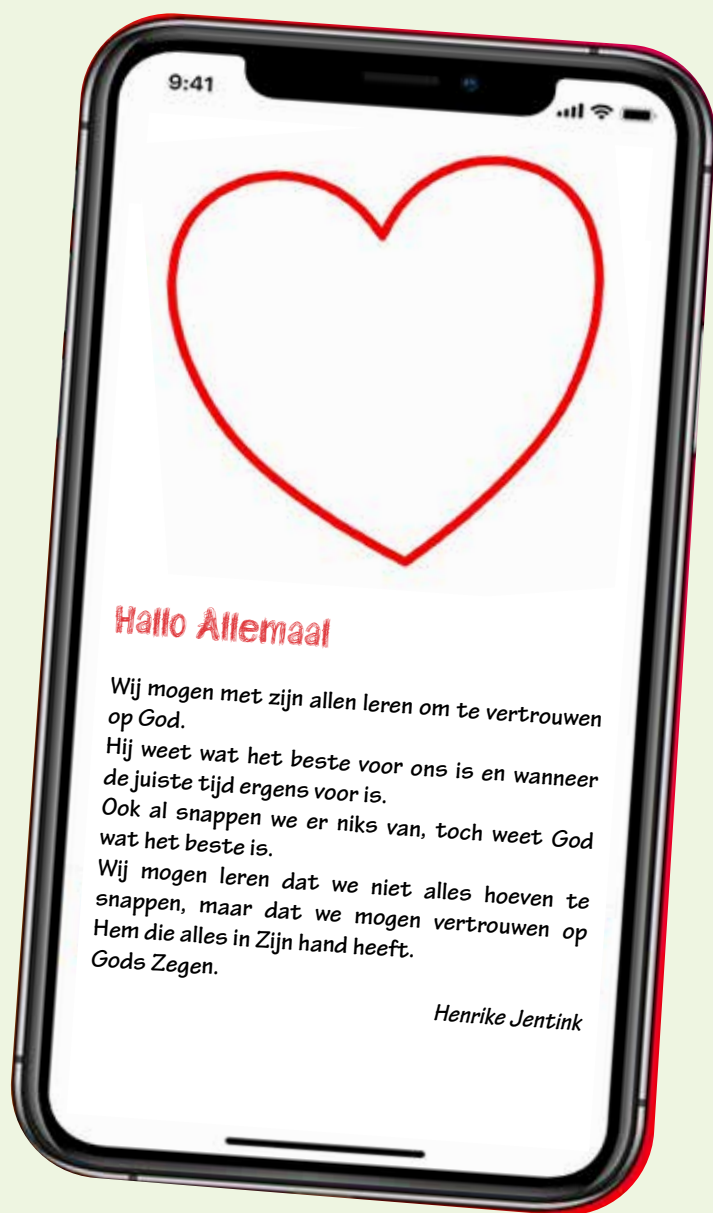 9:41
Hallo Allemaal
Wij mogen met zijn allen leren om te vertrouwen
op God.
Hij weet wat het beste voor ons is en wanneer
de juiste tijd ergens voor is.
Ook al snappen we er niks van, toch weet God
wat het beste is.
Wij mogen leren dat we niet alles hoeven te
snappen, maar dat we mogen vertrouwen op
Hem die alles in Zijn hand heeft.
Gods Zegen.
Henrike Jentink